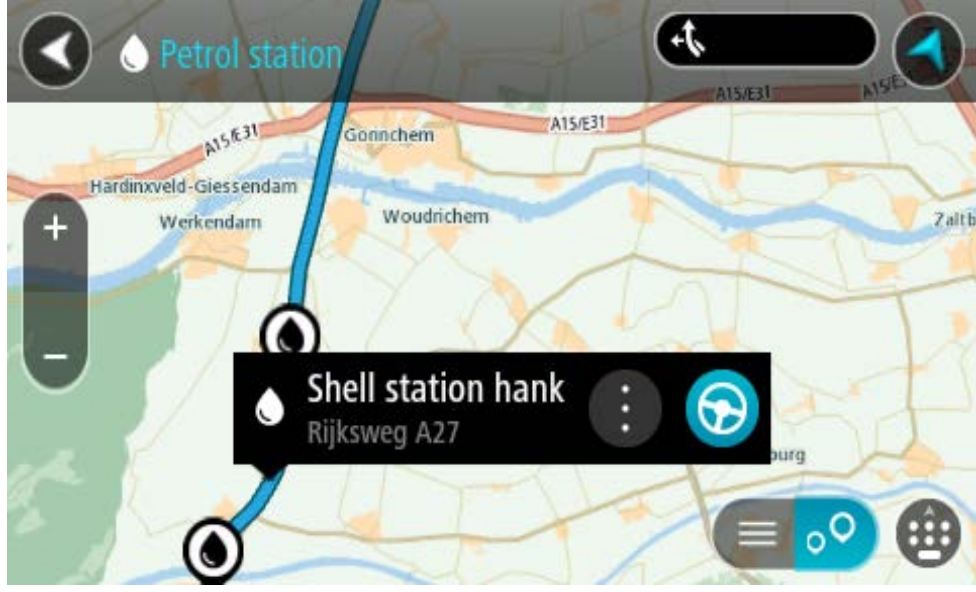 Petrol station
A15/E31
A15/E31
A15/E31
Gorinchem
Hardinxveld-Giessendam
Werkendam
Woudrichem
Zaltb
+
−
Shell station hank
Rijksweg A27
burg